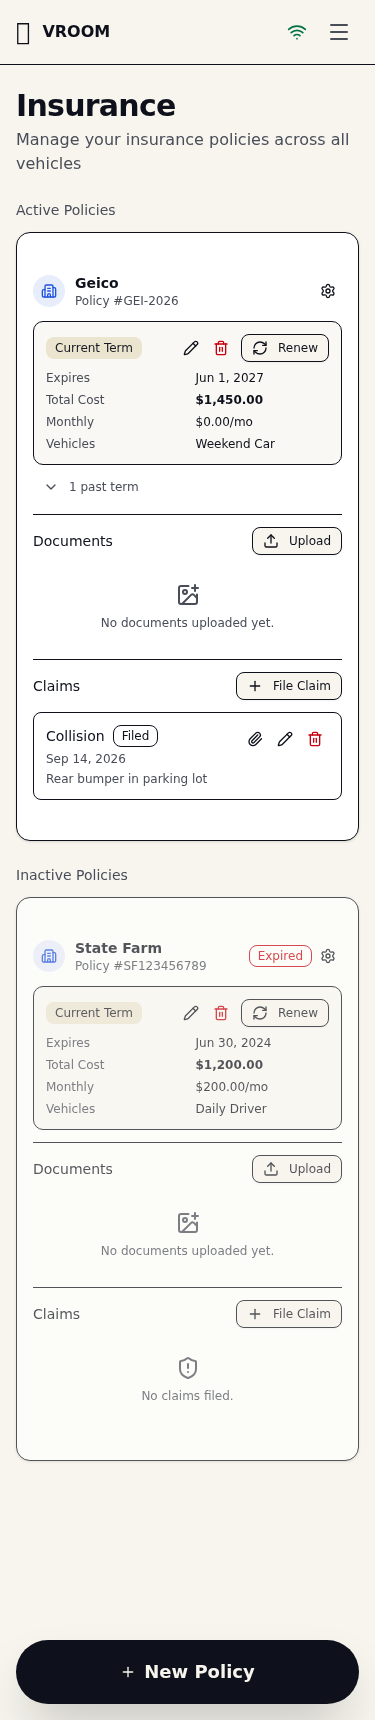 VROOM
Insurance
Manage your insurance policies across all
vehicles
Active Policies
Geico
Policy #GEI-2026
Current Term
Renew
Expires Jun 1, 2027
Total Cost $1,450.00
Monthly $0.00/mo
Vehicles Weekend Car
1 past term
Documents Upload
No documents uploaded yet.
Claims File Claim
Collision Filed
Sep 14, 2026
Rear bumper in parking lot
Inactive Policies
State Farm
Policy #SF123456789
Expired
Current Term
Renew
Expires Jun 30, 2024
Total Cost $1,200.00
Monthly $200.00/mo
Vehicles Daily Driver
Documents Upload
No documents uploaded yet.
Claims File Claim
No claims filed.
New Policy